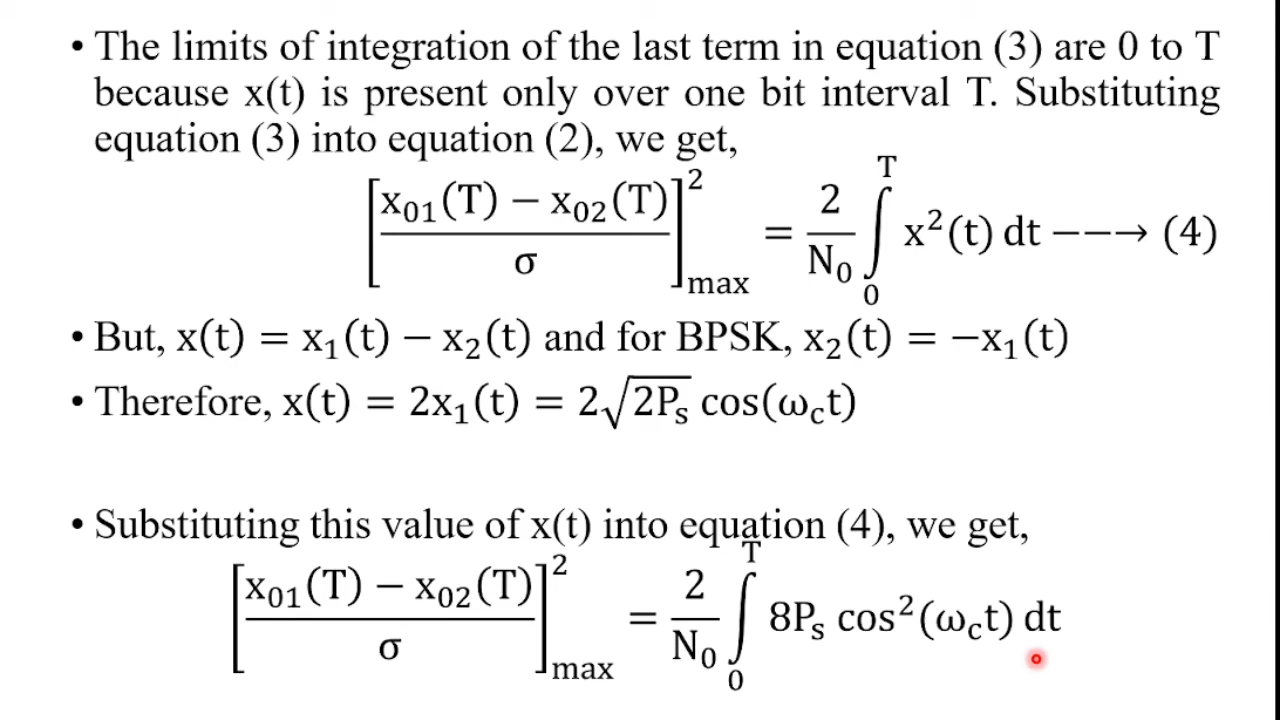 • The limits of integration of the last term in equation (3) are 0 to T
because x(t) is present only over one bit interval T. Substituting
equation (3) into equation (2), we get,
[(x₀₁(T) − x₀₂(T))/σ]²max = 2/N₀ ∫₀ᵀ x²(t) dt −−→ (4)
• But, x(t) = x₁(t) − x₂(t) and for BPSK, x₂(t) = −x₁(t)
• Therefore, x(t) = 2x₁(t) = 2√(2Pₛ) cos(ω_c t)
• Substituting this value of x(t) into equation (4), we get,
[(x₀₁(T) − x₀₂(T))/σ]²max = 2/N₀ ∫₀ᵀ 8Pₛ cos²(ω_c t) dt